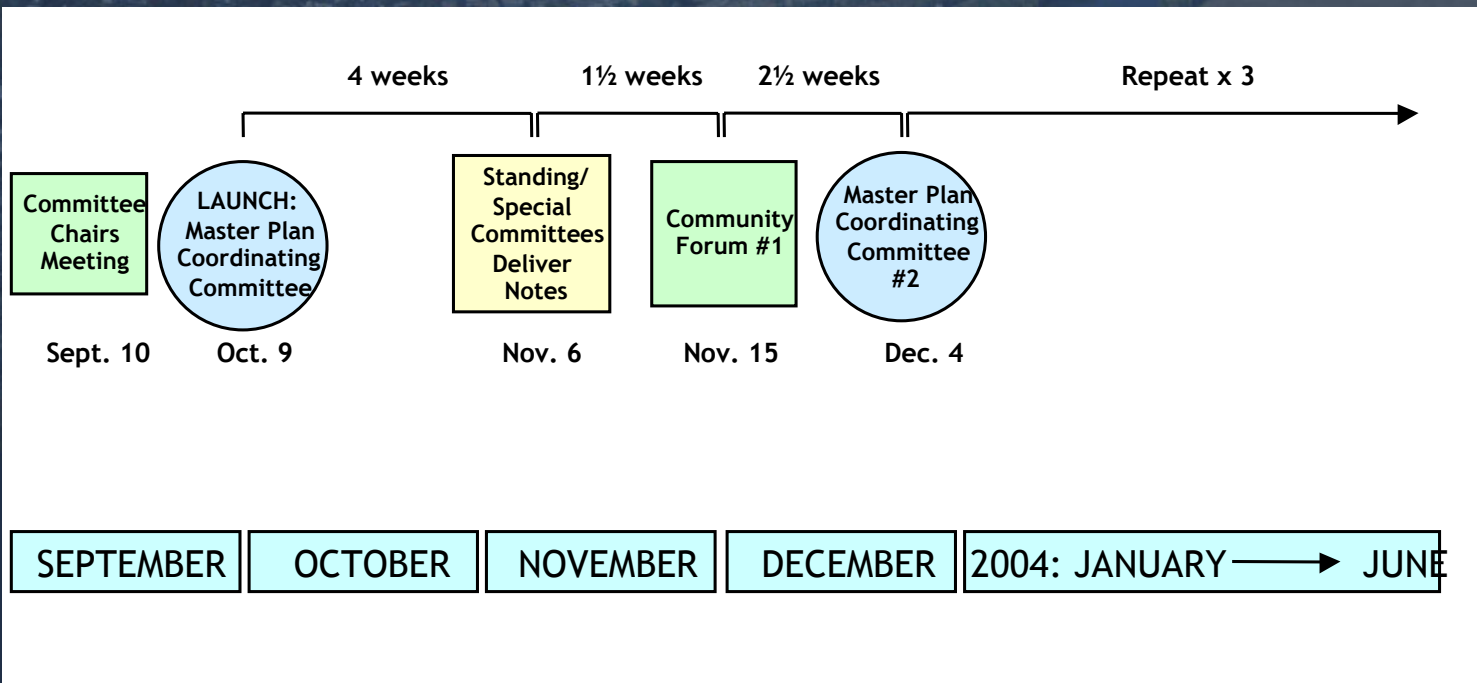 4 weeks
1½ weeks
2½ weeks
Repeat x 3
Committee
Chairs
Meeting
LAUNCH:
Master Plan
Coordinating
Committee
Standing/
Special
Committees
Deliver
Notes
Community
Forum #1
Master Plan
Coordinating
Committee
#2
Sept. 10
Oct. 9
Nov. 6
Nov. 15
Dec. 4
SEPTEMBER
OCTOBER
NOVEMBER
DECEMBER
2004: JANUARY
JUNE